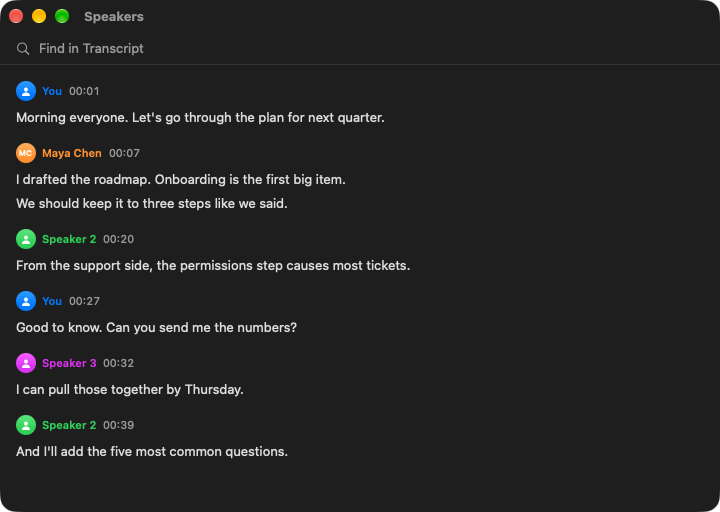 Speakers
Find in Transcript
You 00:01
Morning everyone. Let's go through the plan for next quarter.
MC Maya Chen 00:07
I drafted the roadmap. Onboarding is the first big item.
We should keep it to three steps like we said.
Speaker 2 00:20
From the support side, the permissions step causes most tickets.
You 00:27
Good to know. Can you send me the numbers?
Speaker 3 00:32
I can pull those together by Thursday.
Speaker 2 00:39
And I'll add the five most common questions.